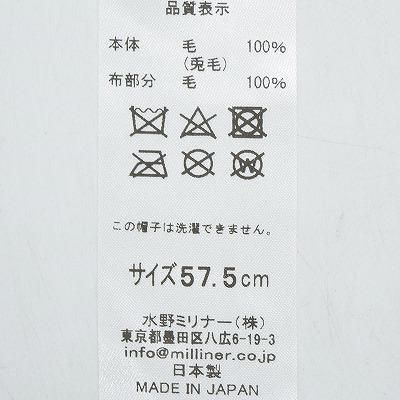 品質表示
本体 毛 100%
(兎毛)
布部分 毛 100%
W
この帽子は洗濯できません。
サイズ57.5cm
水野ミリナー(株)
東京都墨田区八広6-19-3
info@milliner.co.jp
日本製
MADE IN JAPAN